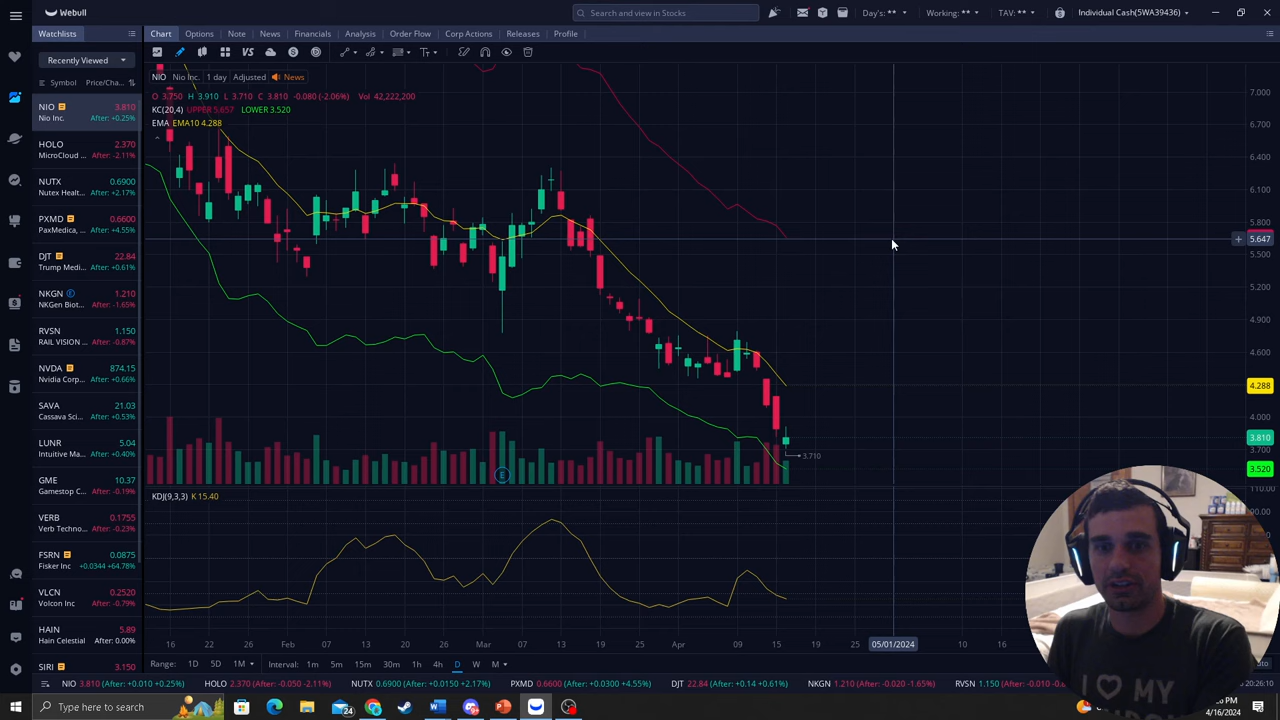 Webull
Search and in Stocks
Day's: **
Working: **
TAV: **
Individual Cash(5WA39436)
Watchlists
Chart Options Note News Financials Analysis Order Flow Corp Actions Releases Profile
Recently Viewed
Symbol Price/Cha...
NIO 3.810
Nio Inc. After: +0.25%
HOLO 2.370
MicroCloud ... After: -2.11%
NUTX 0.6900
Nutex Healt... After: +2.17%
PXMD 0.6600
PaxMedica, ... After: +4.55%
DJT 22.84
Trump Medi... After: +0.61%
NKGN 1.210
NKGen Biot... After: -1.65%
RVSN 1.150
RAIL VISION ... After: -0.87%
NVDA 874.15
Nvidia Corp... After: +0.66%
SAVA 21.03
Cassava Sci... After: +0.53%
LUNR 5.04
Intuitive Ma... After: +0.40%
GME 10.37
Gamestop C... After: -0.19%
VERB 0.1755
Verb Techno... After: -0.23%
FSRN 0.0875
Fisker Inc +0.0344 +64.78%
VLCN 0.2520
Volcon Inc After: -0.79%
HAIN 5.89
Hain Celestial After: 0.00%
SIRI 3.150
NIO Nio Inc. 1 day Adjusted News
O 3.750 H 3.910 L 3.710 C 3.810 -0.080 (-2.06%) Vol 42,222,200
KC(20,4) UPPER 5.657 LOWER 3.520
EMA EMA10 4.288
7.000
6.700
6.400
6.100
5.800
5.647
5.500
5.200
4.900
4.600
4.288
4.000
3.810
3.700
3.520
3.710
E
KDJ(9,3,3) K 15.40
110.00
90.00
16 22 26 Feb 07 13 20 26 Mar 07 13 19 25 Apr 09 15 19 25 05/01/2024 10 16
Range: 1D 5D 1M Interval: 1m 5m 15m 30m 1h 4h D W M
NIO 3.810 (After: +0.010 +0.25%) HOLO 2.370 (After: -0.050 -2.11%) NUTX 0.6900 (After: +0.0150 +2.17%) PXMD 0.6600 (After: +0.0300 +4.55%) DJT 22.84 (After: +0.14 +0.61%) NKGN 1.210 (After: -0.020 -1.65%) RVSN 1.150 (After: -0.010
20:26:10
Type here to search
24
4/16/2024